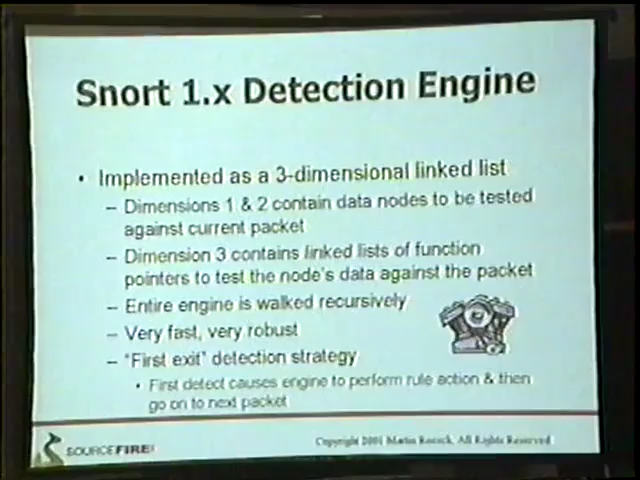 Snort 1.x Detection Engine
• Implemented as a 3-dimensional linked list
– Dimensions 1 & 2 contain data nodes to be tested
against current packet
– Dimension 3 contains linked lists of function
pointers to test the node's data against the packet
– Entire engine is walked recursively
– Very fast, very robust
– "First exit" detection strategy
• First detect causes engine to perform rule action & then
go on to next packet
SOURCEFIRE
Copyright 2001 Martin Roesch, All Rights Reserved